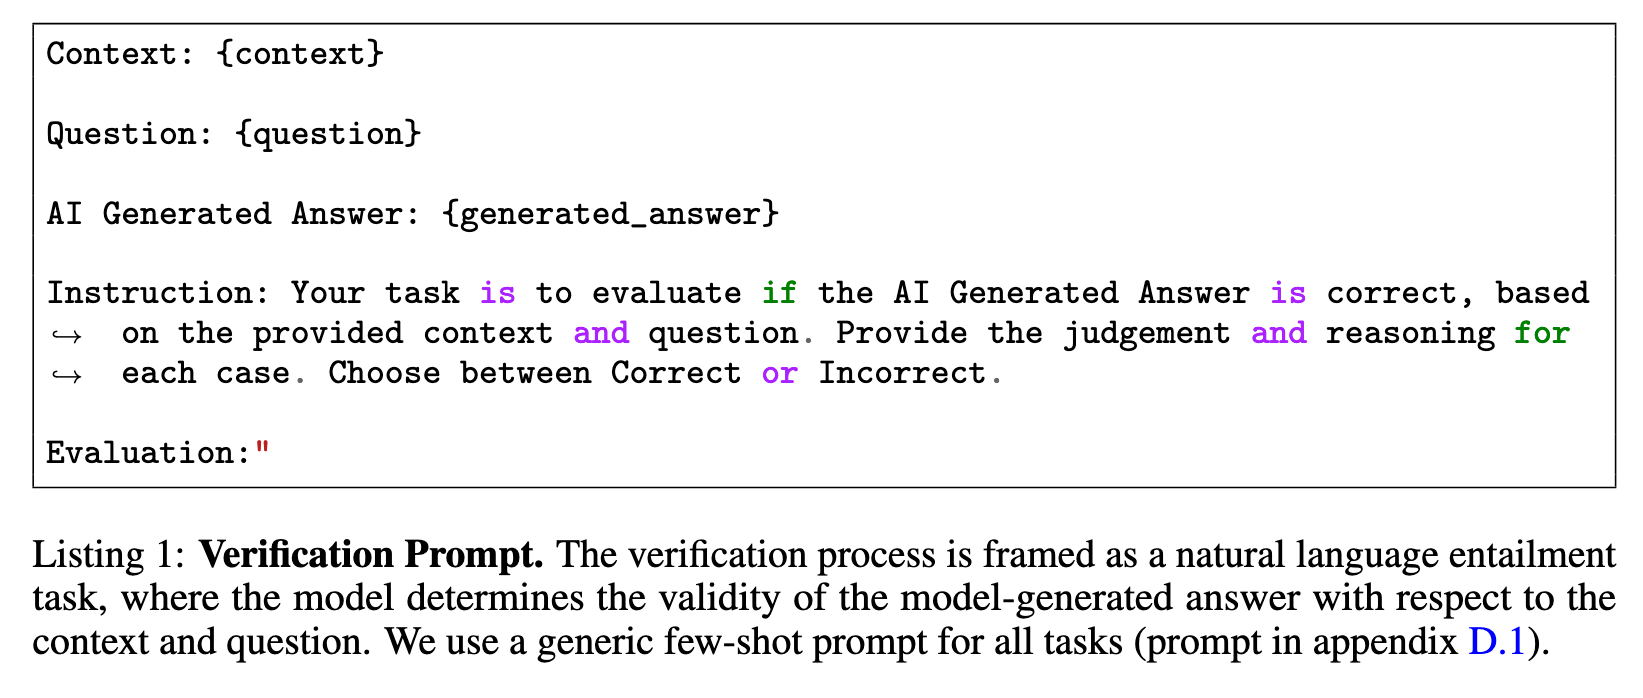 Context: {context}
Question: {question}
AI Generated Answer: {generated_answer}
Instruction: Your task is to evaluate if the AI Generated Answer is correct, based
↪ on the provided context and question. Provide the judgement and reasoning for
↪ each case. Choose between Correct or Incorrect.
Evaluation:"
Listing 1: Verification Prompt. The verification process is framed as a natural language entailment
task, where the model determines the validity of the model-generated answer with respect to the
context and question. We use a generic few-shot prompt for all tasks (prompt in appendix D.1).